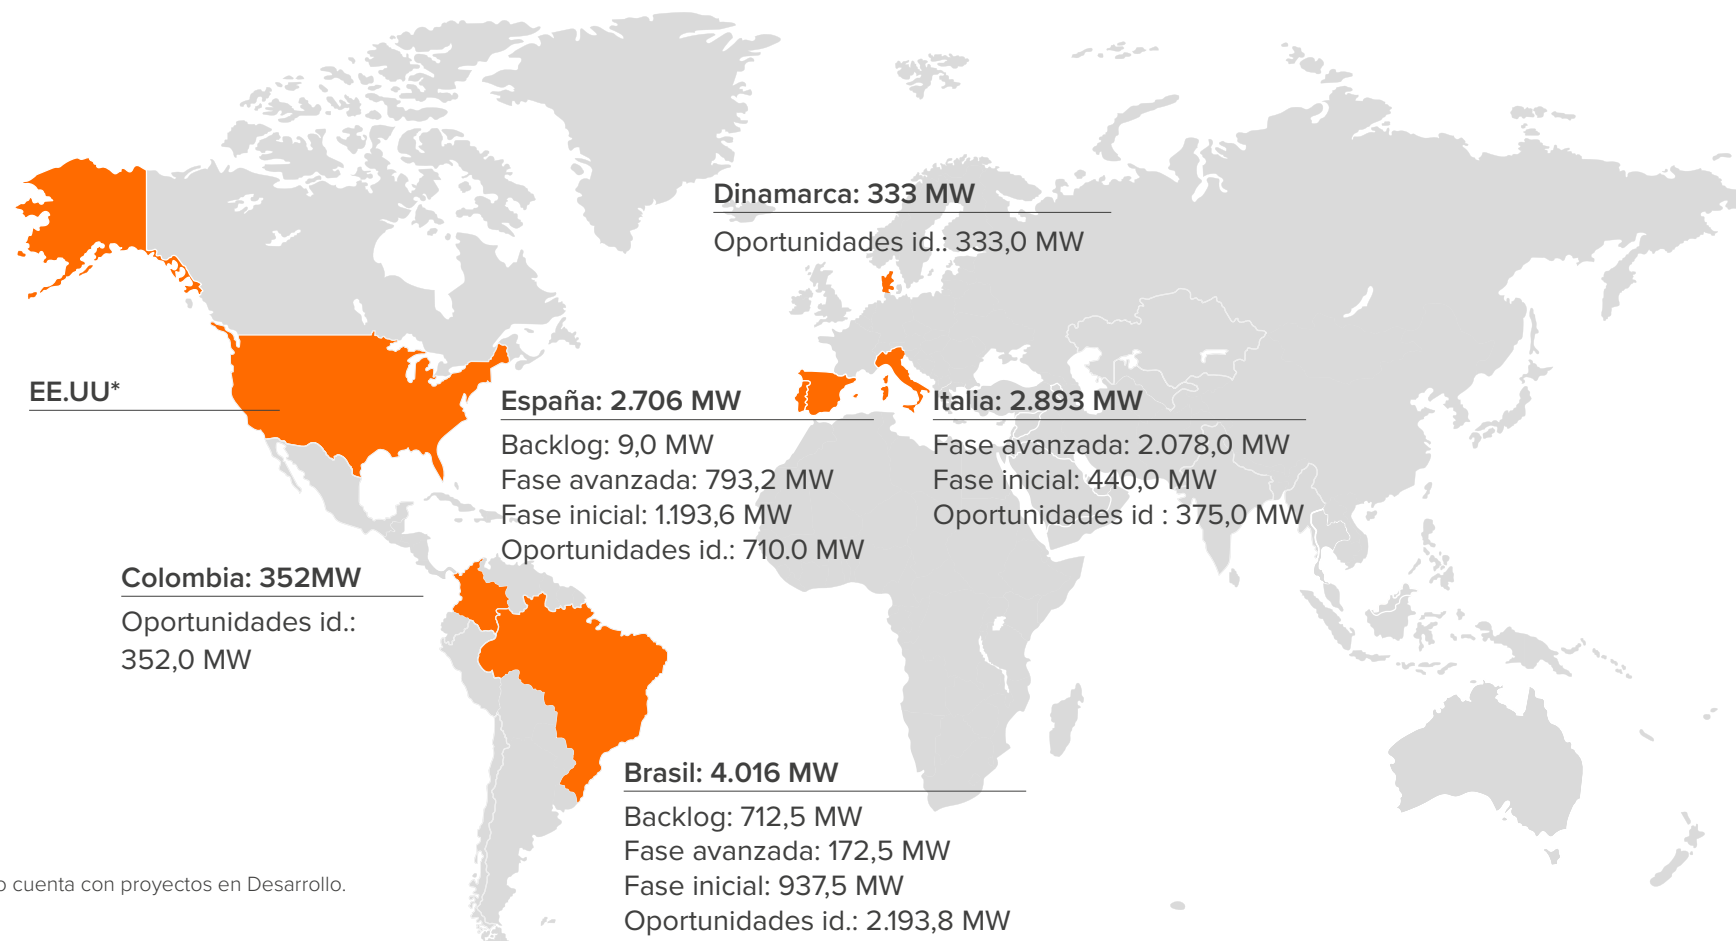 Dinamarca: 333 MW
Oportunidades id.: 333,0 MW
EE.UU*
España: 2.706 MW
Backlog: 9,0 MW
Fase avanzada: 793,2 MW
Fase inicial: 1.193,6 MW
Oportunidades id.: 710.0 MW
Italia: 2.893 MW
Fase avanzada: 2.078,0 MW
Fase inicial: 440,0 MW
Oportunidades id : 375,0 MW
Colombia: 352MW
Oportunidades id.:
352,0 MW
Brasil: 4.016 MW
Backlog: 712,5 MW
Fase avanzada: 172,5 MW
Fase inicial: 937,5 MW
Oportunidades id.: 2.193,8 MW
cuenta con proyectos en Desarrollo.